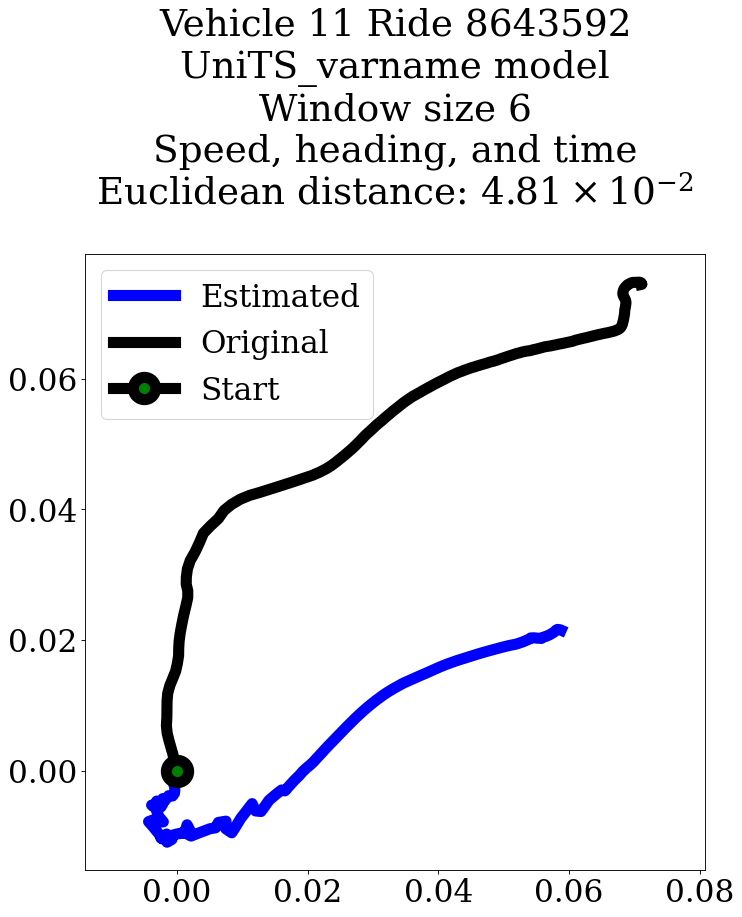 Vehicle 11 Ride 8643592
UniTS_varname model
Window size 6
Speed, heading, and time
Euclidean distance: 4.81 × 10⁻²
Estimated
Original
Start
0.06
0.04
0.02
0.00
0.00 0.02 0.04 0.06 0.08